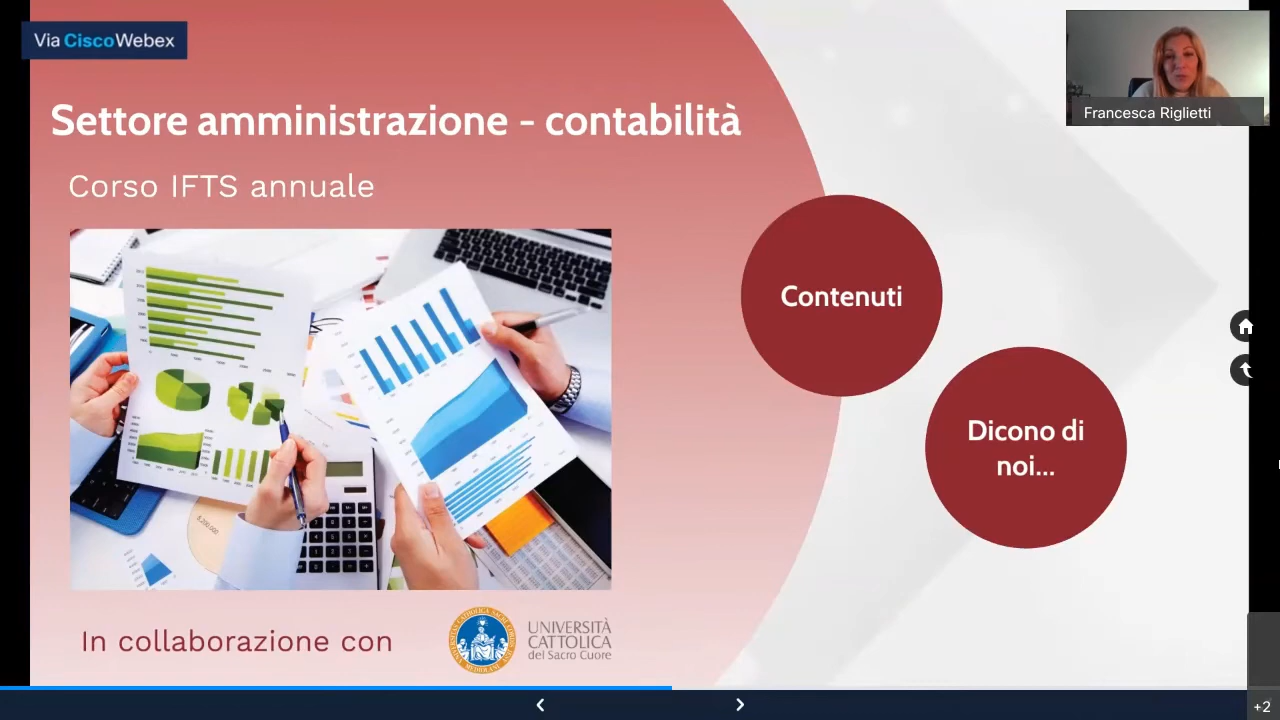 Via CiscoWebex
Francesca Riglietti
Settore amministrazione - contabilità
Corso IFTS annuale
Contenuti
Dicono di
noi...
In collaborazione con
UNIVERSITÀ
CATTOLICA
del Sacro Cuore
+2